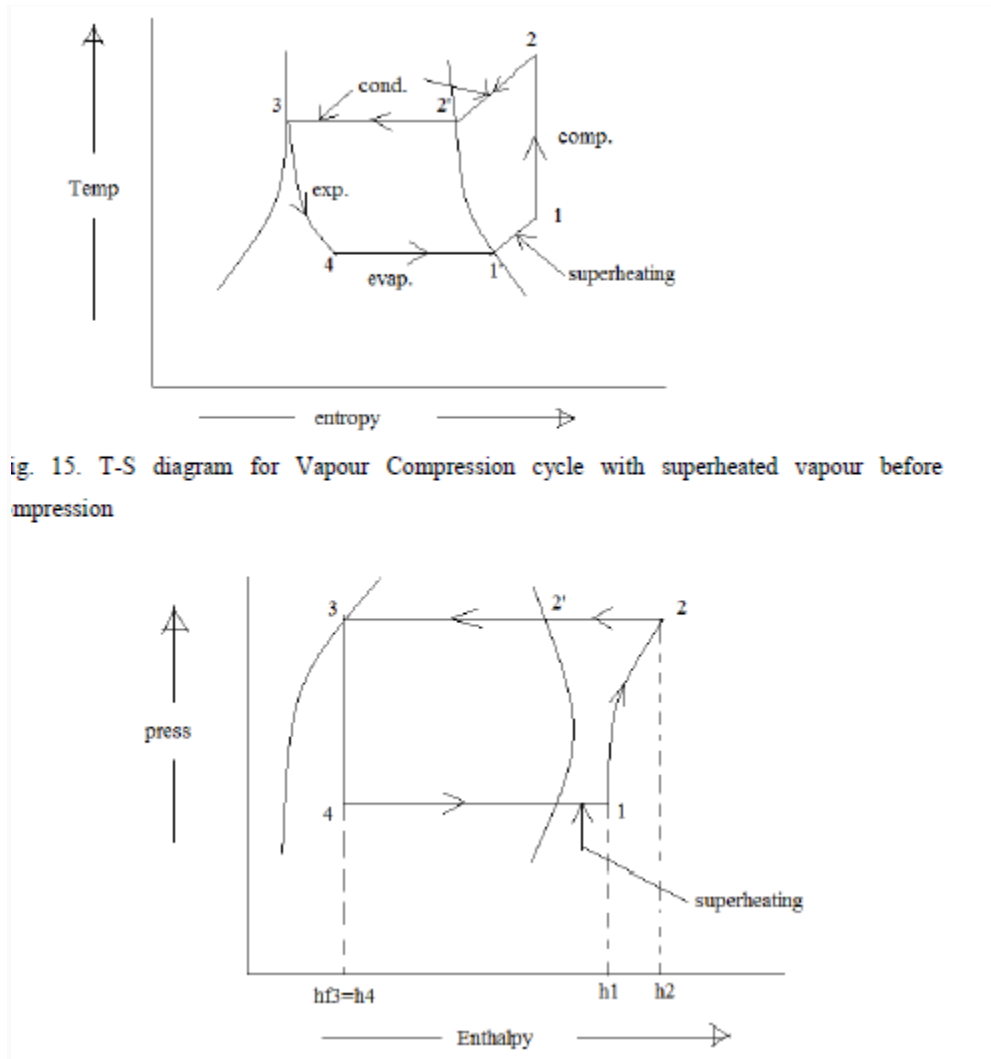 2
cond.
3
2'
comp.
Temp
exp.
1
4
1'
superheating
evap.
entropy
ig. 15. T-S diagram for Vapour Compression cycle with superheated vapour before
mpression
3
2'
2
press
4
1
superheating
hf3=h4
h1
h2
Enthalpy